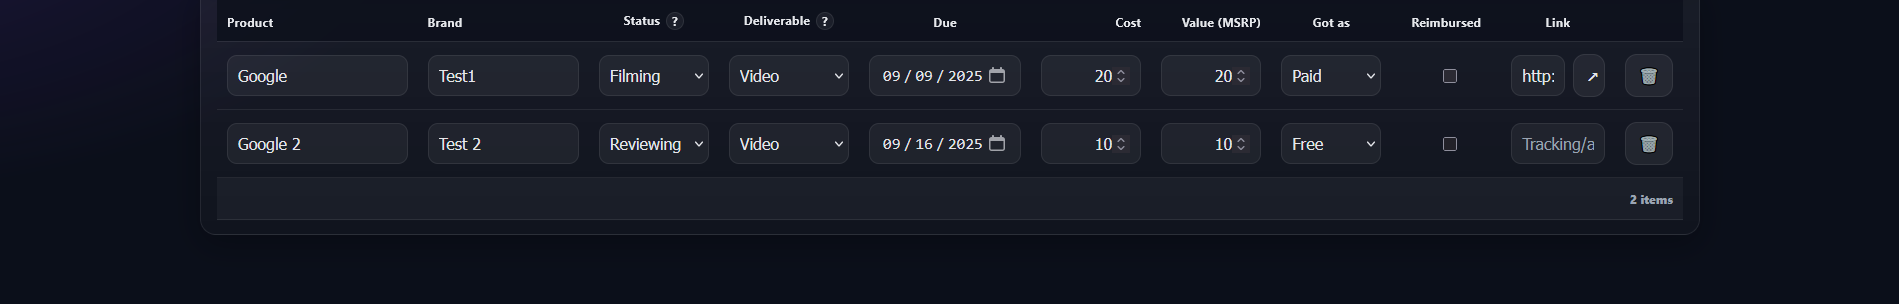 Product Brand Status ? Deliverable ? Due Cost Value (MSRP) Got as Reimbursed Link
Google Test1 Filming Video 09 / 09 / 2025 20 20 Paid http: ↗
Google 2 Test 2 Reviewing Video 09 / 16 / 2025 10 10 Free Tracking/a
2 items